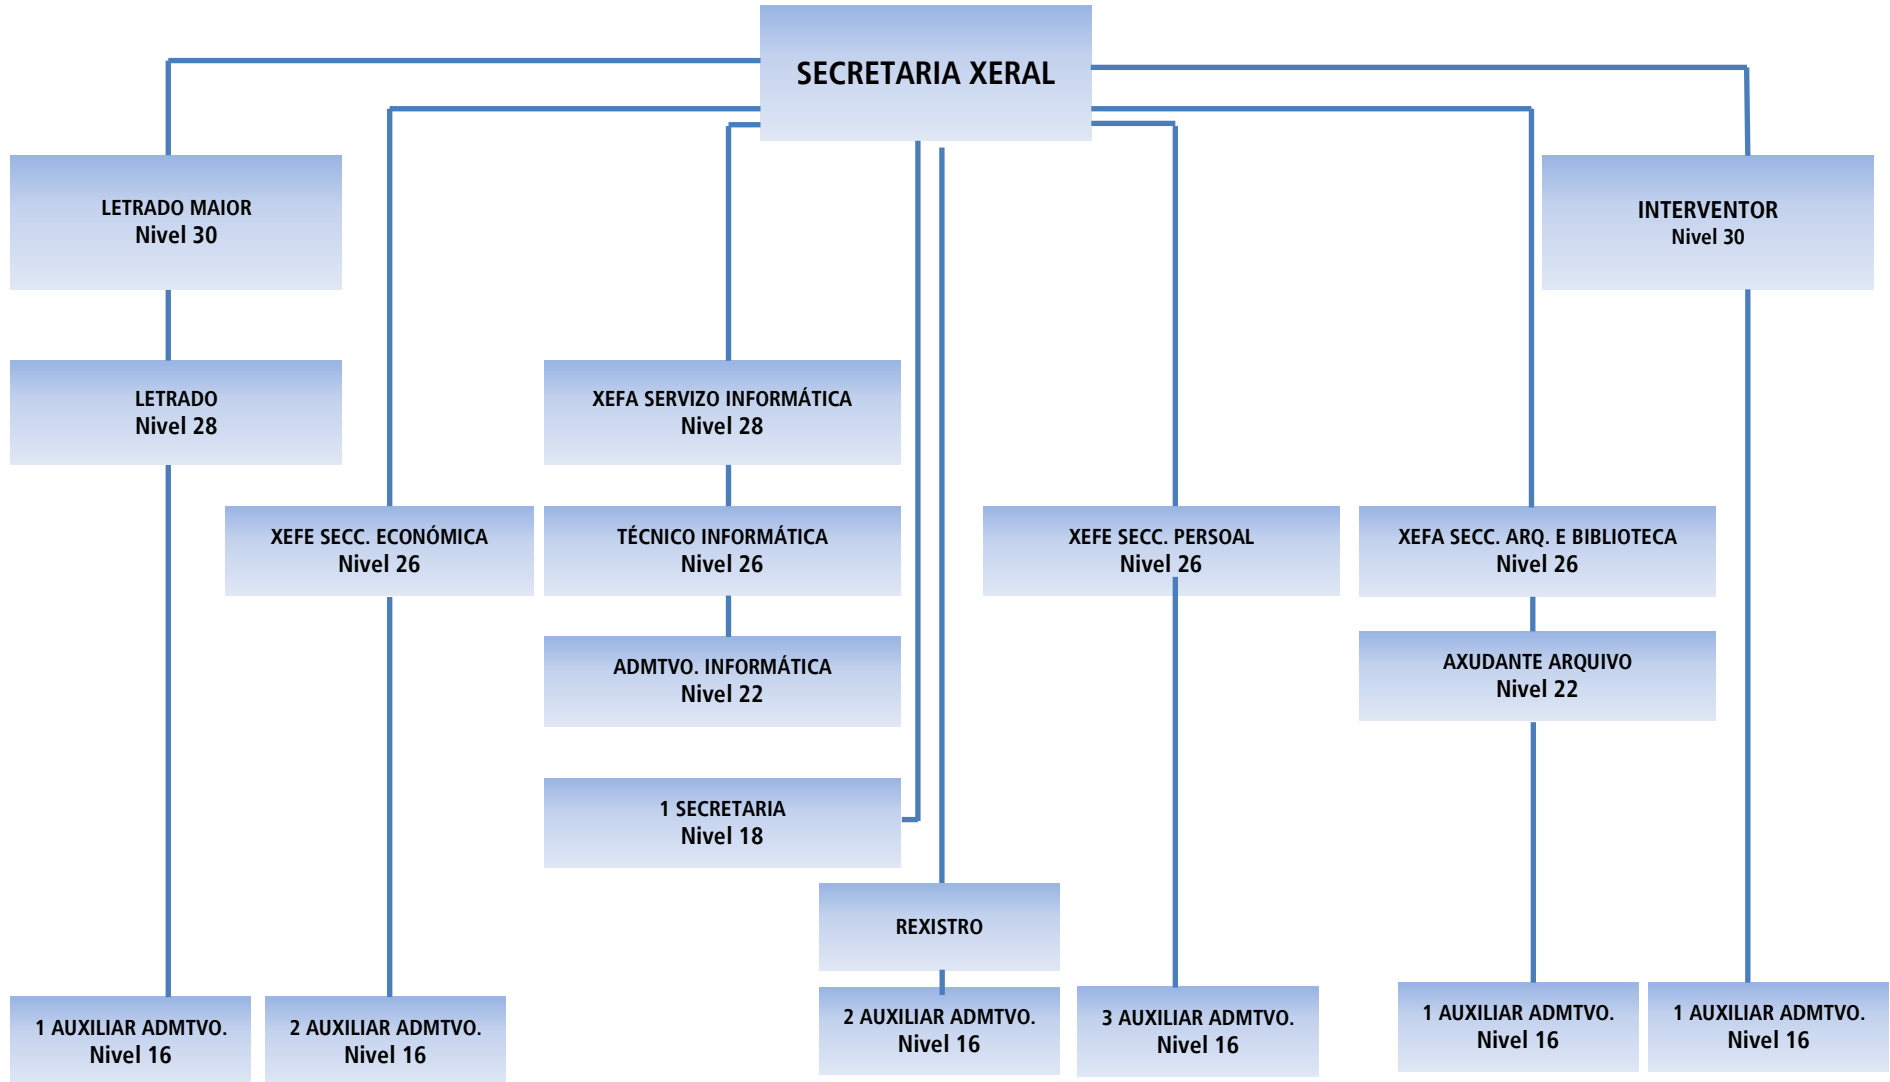 SECRETARIA XERAL
LETRADO MAIOR
Nivel 30
INTERVENTOR
Nivel 30
LETRADO
Nivel 28
XEFA SERVIZO INFORMÁTICA
Nivel 28
XEFE SECC. ECONÓMICA
Nivel 26
TÉCNICO INFORMÁTICA
Nivel 26
XEFE SECC. PERSOAL
Nivel 26
XEFA SECC. ARQ. E BIBLIOTECA
Nivel 26
ADMTVO. INFORMÁTICA
Nivel 22
AXUDANTE ARQUIVO
Nivel 22
1 SECRETARIA
Nivel 18
REXISTRO
1 AUXILIAR ADMTVO.
Nivel 16
2 AUXILIAR ADMTVO.
Nivel 16
2 AUXILIAR ADMTVO.
Nivel 16
3 AUXILIAR ADMTVO.
Nivel 16
1 AUXILIAR ADMTVO.
Nivel 16
1 AUXILIAR ADMTVO.
Nivel 16